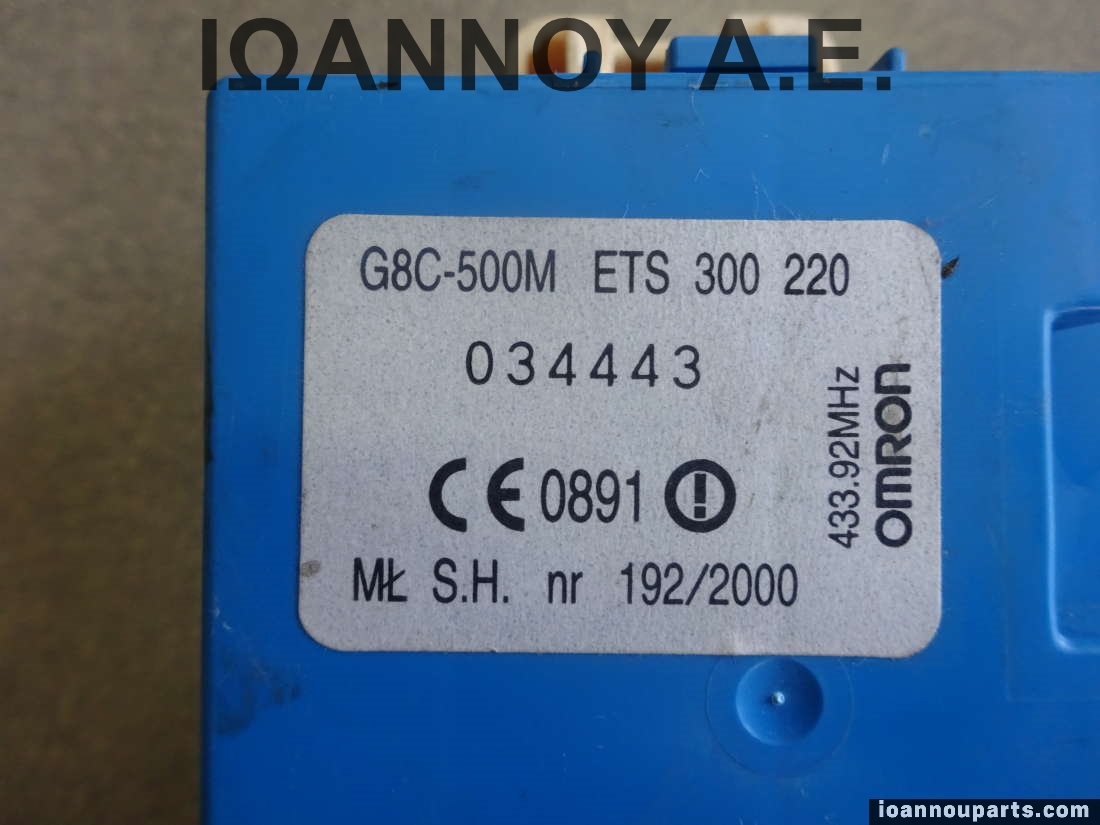 ΙΩΑΝΝΟΥ Α.Ε.
G8C-500M ETS 300 220
034443
CE 0891
MŁ S.H. nr 192/2000
433.92MHz
OMRON
ioannouparts.com